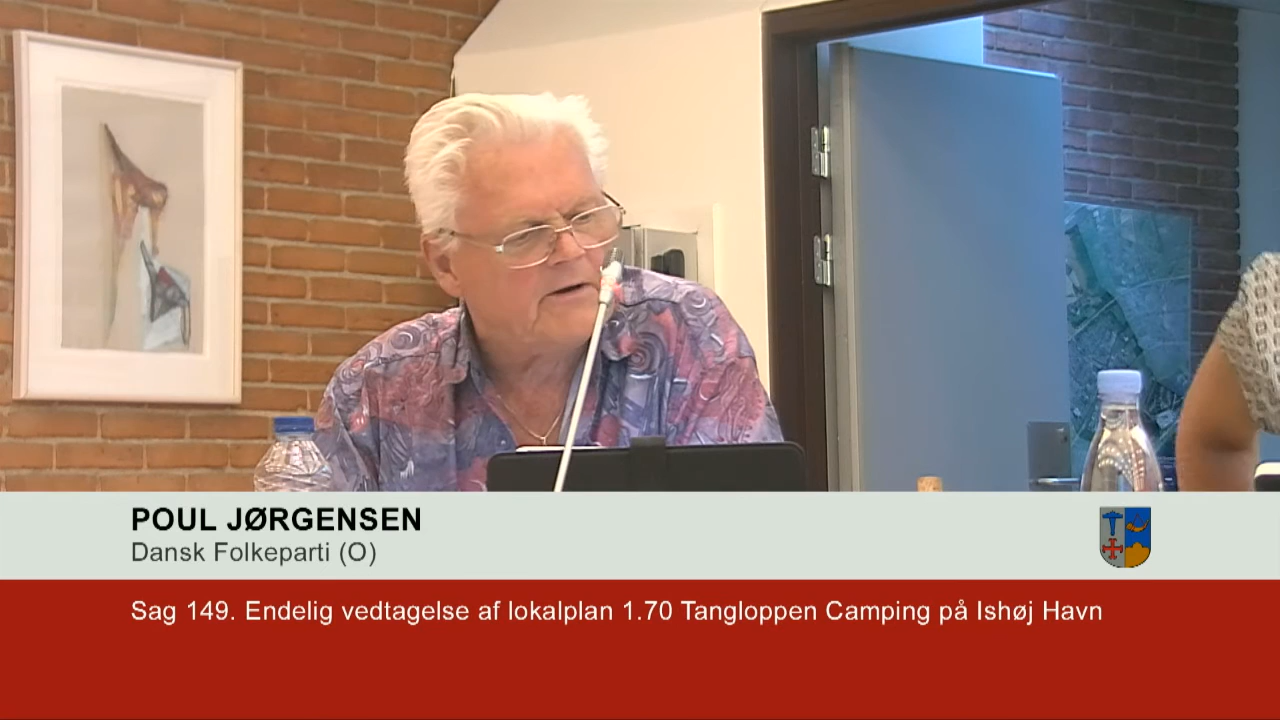 POUL JØRGENSEN
Dansk Folkeparti (O)
Sag 149. Endelig vedtagelse af lokalplan 1.70 Tangloppen Camping på Ishøj Havn